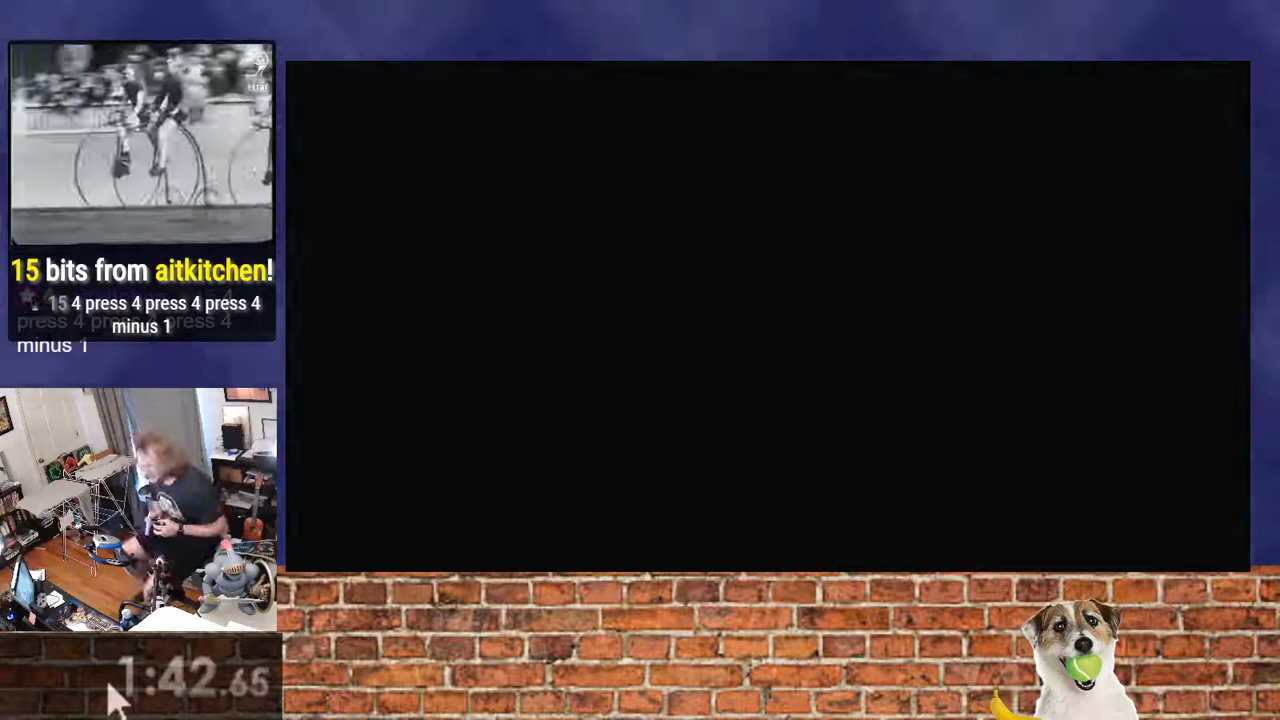 15 bits from aitkitchen!
15 4 press 4 press 4 press 4
minus 1
press 4 press 4 press 4
minus 1
1:42.65